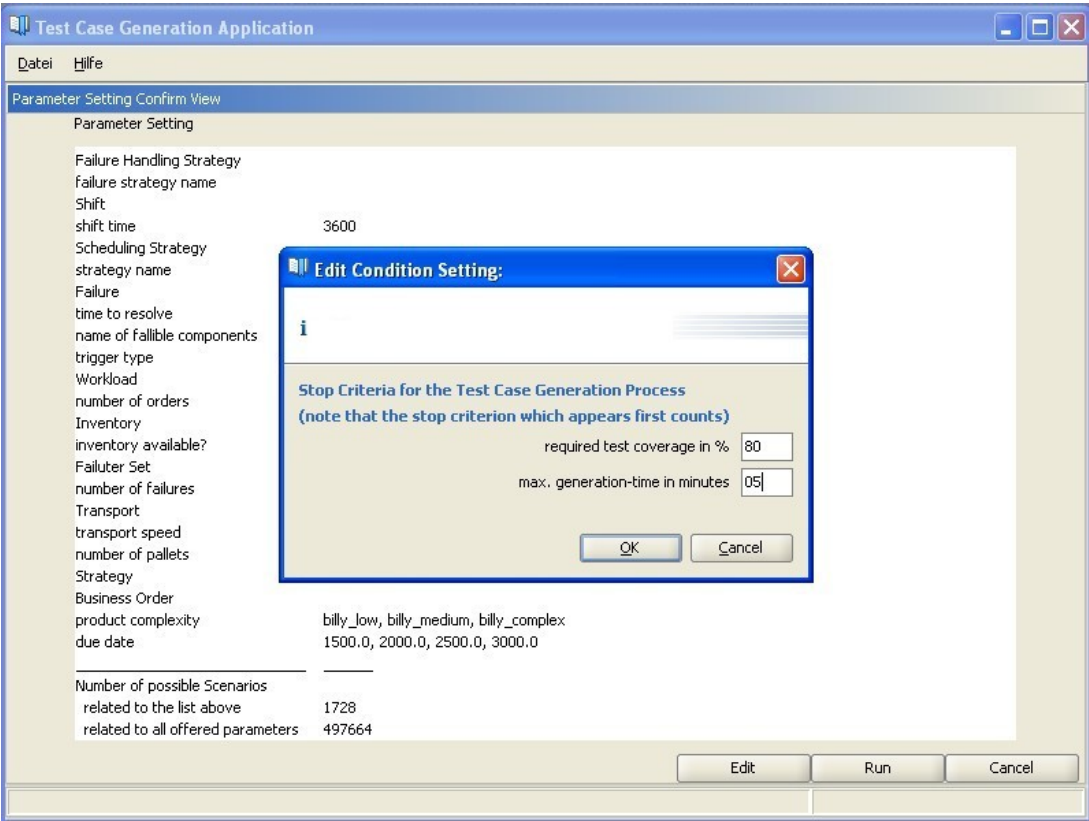 Test Case Generation Application
Datei Hilfe
Parameter Setting Confirm View
Parameter Setting
Failure Handling Strategy
failure strategy name
Shift
shift time 3600
Scheduling Strategy
strategy name
Failure
time to resolve
name of fallible components
trigger type
Workload
number of orders
Inventory
inventory available?
Failuter Set
number of failures
Transport
transport speed
number of pallets
Strategy
Business Order
product complexity billy_low, billy_medium, billy_complex
due date 1500.0, 2000.0, 2500.0, 3000.0
Number of possible Scenarios
related to the list above 1728
related to all offered parameters 497664
Edit Condition Setting:
i
Stop Criteria for the Test Case Generation Process
(note that the stop criterion which appears first counts)
required test coverage in % 80
max. generation-time in minutes 05
OK Cancel
Edit Run Cancel